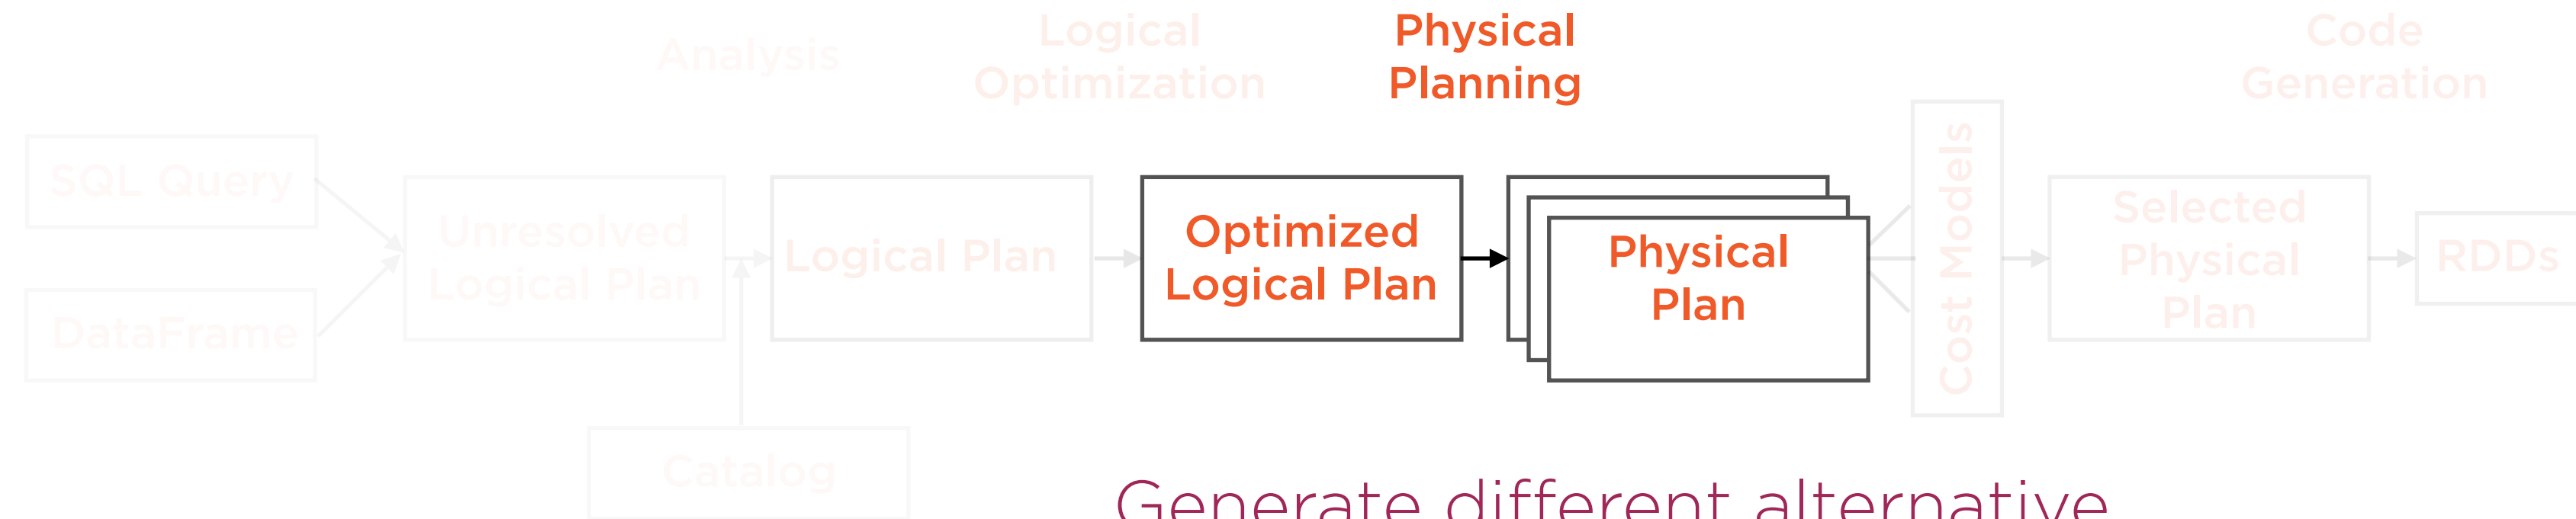 Analysis
Logical
Optimization
Physical
Planning
Code
Generation
SQL Query
DataFrame
Unresolved
Logical Plan
Logical Plan
Optimized
Logical Plan
Physical
Plan
Cost Models
Selected
Physical
Plan
RDDs
Catalog
Generate different alternative